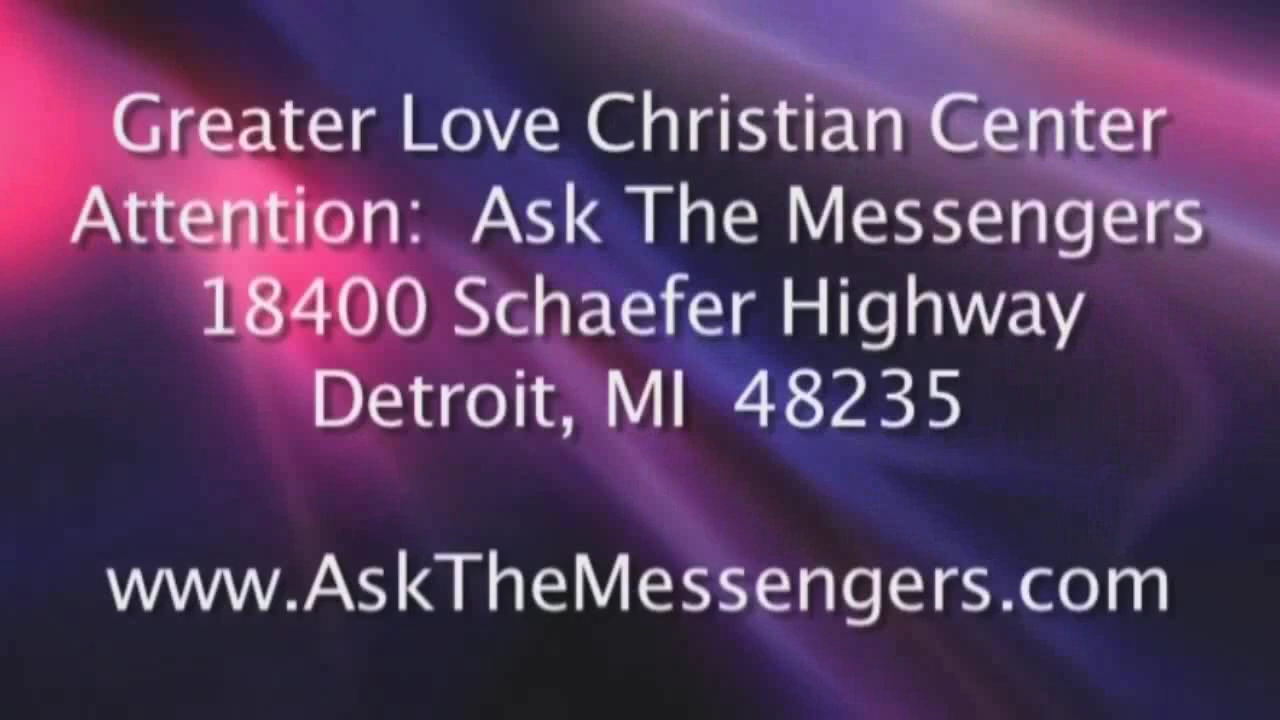 Greater Love Christian Center
Attention:  Ask The Messengers
18400 Schaefer Highway
Detroit, MI  48235
www.AskTheMessengers.com